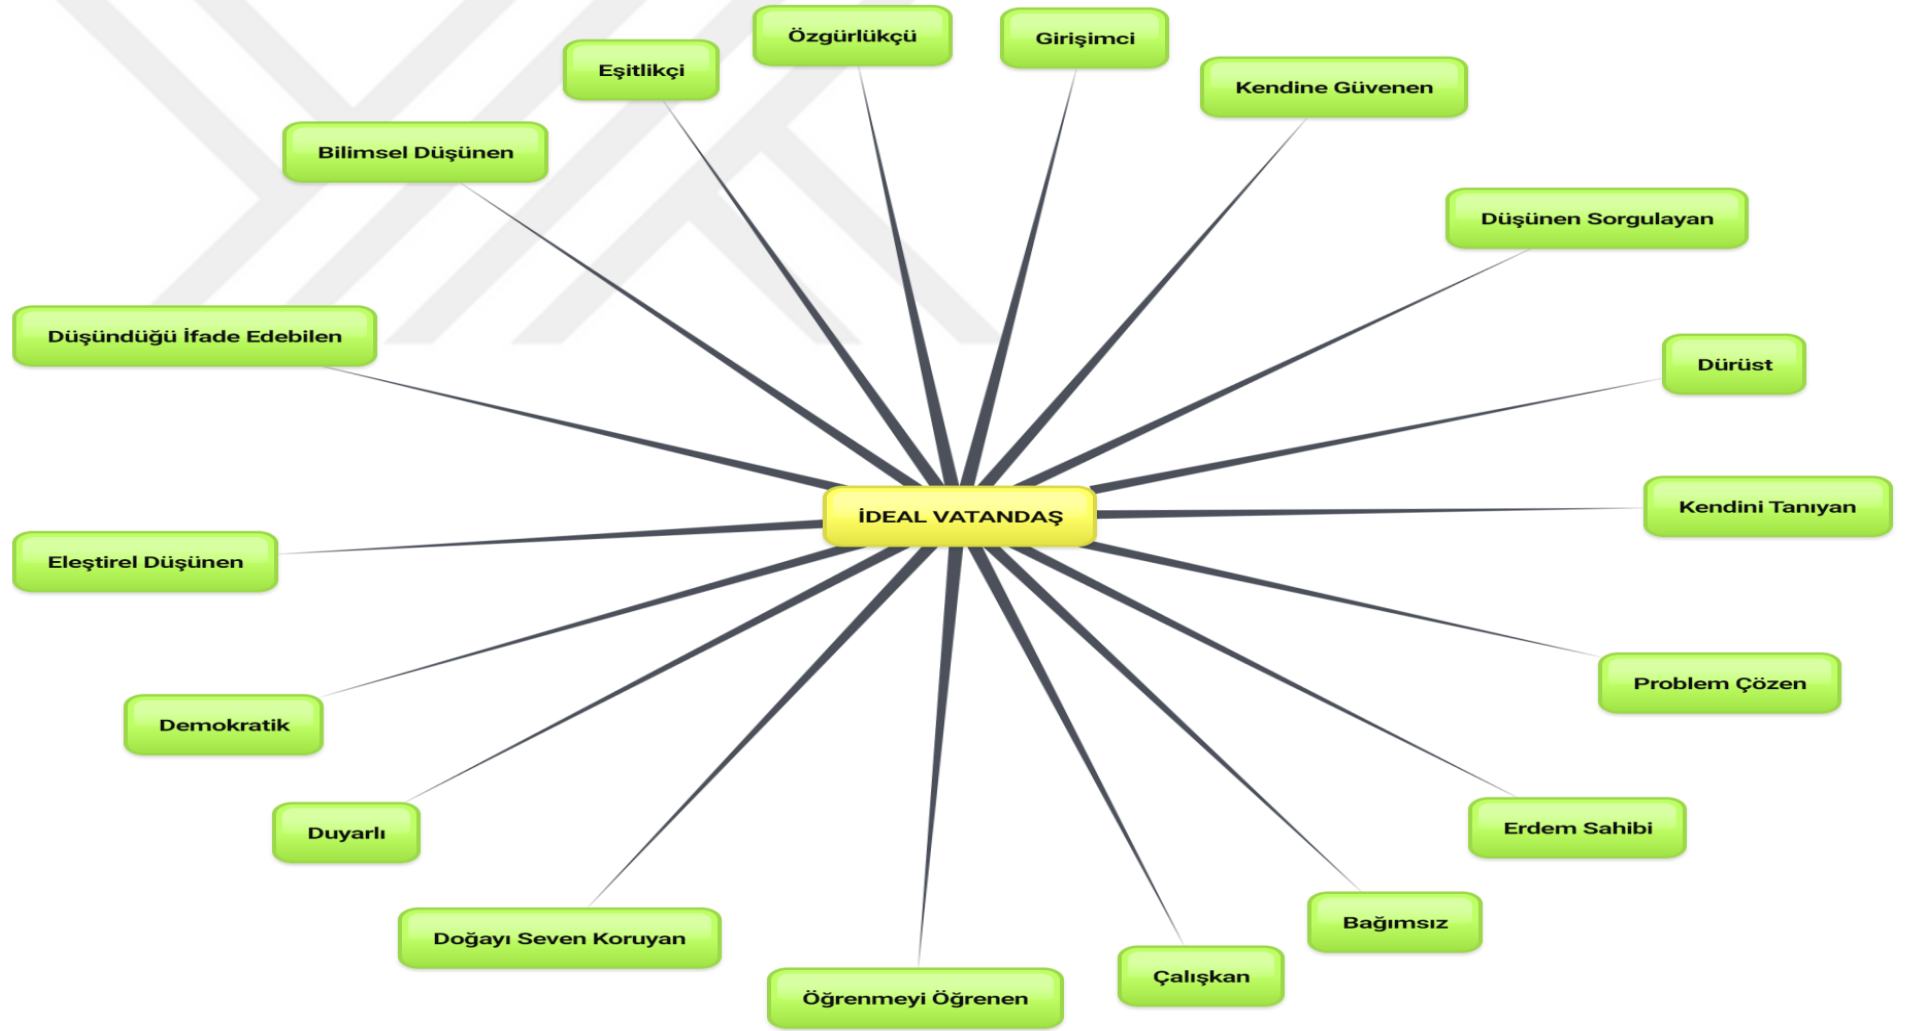 Özgürlükçü
Girişimci
Eşitlikçi
Kendine Güvenen
Bilimsel Düşünen
Düşünen Sorgulayan
Düşündüğü İfade Edebilen
Dürüst
Kendini Tanıyan
İDEAL VATANDAŞ
Eleştirel Düşünen
Problem Çözen
Demokratik
Erdem Sahibi
Duyarlı
Bağımsız
Doğayı Seven Koruyan
Çalışkan
Öğrenmeyi Öğrenen